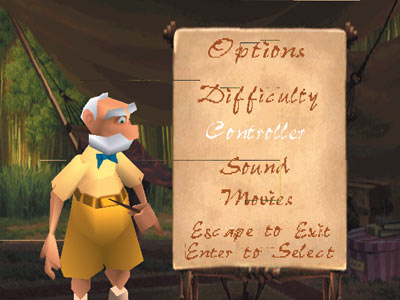 Options
Difficulty
Controller
Sound
Movies
Escape to Exit
Enter to Select